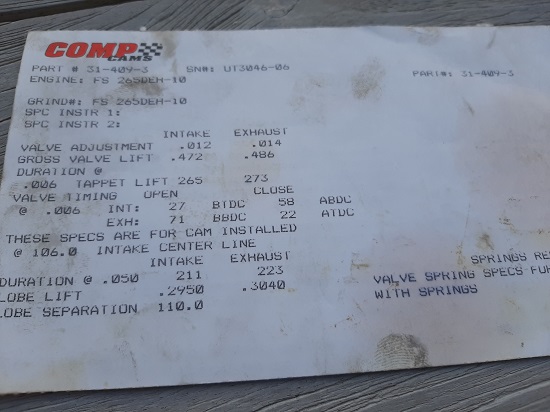 COMP
CAMS
PART # 31-409-3 SN#: UT3046-06 PART#: 31-409-3
ENGINE: FS 265DEH-10
GRIND#: FS 265DEH-10
SPC INSTR 1:
SPC INSTR 2:
INTAKE EXHAUST
VALVE ADJUSTMENT .012 .014
GROSS VALVE LIFT .472 .486
DURATION @
.006 TAPPET LIFT 265 273
VALVE TIMING OPEN CLOSE
@ .006 INT: 27 BTDC 58 ABDC
EXH: 71 BBDC 22 ATDC
THESE SPECS ARE FOR CAM INSTALLED
@ 106.0 INTAKE CENTER LINE
INTAKE EXHAUST
DURATION @ .050 211 223
LOBE LIFT .2950 .3040
LOBE SEPARATION 110.0
SPRINGS RE
VALVE SPRING SPECS FU
WITH SPRINGS